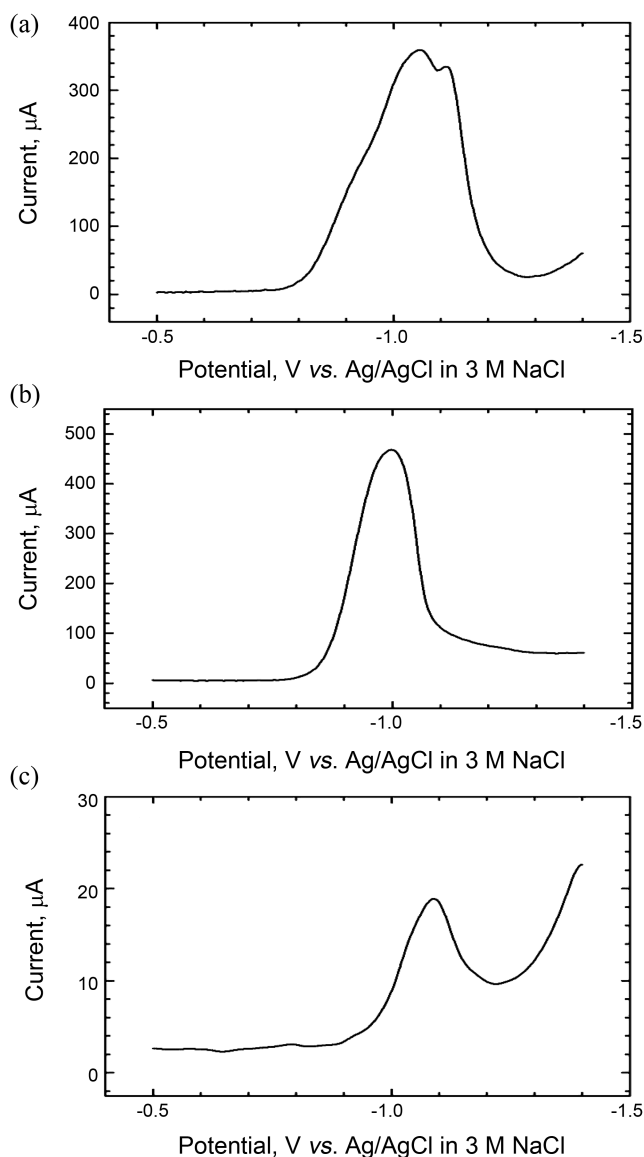 (a)
400
300
200
100
0
Current, μA
-0.5
-1.0
-1.5
Potential, V vs. Ag/AgCl in 3 M NaCl
(b)
500
400
300
200
100
0
Current, μA
-0.5
-1.0
-1.5
Potential, V vs. Ag/AgCl in 3 M NaCl
(c)
30
20
10
0
Current, μA
-0.5
-1.0
-1.5
Potential, V vs. Ag/AgCl in 3 M NaCl